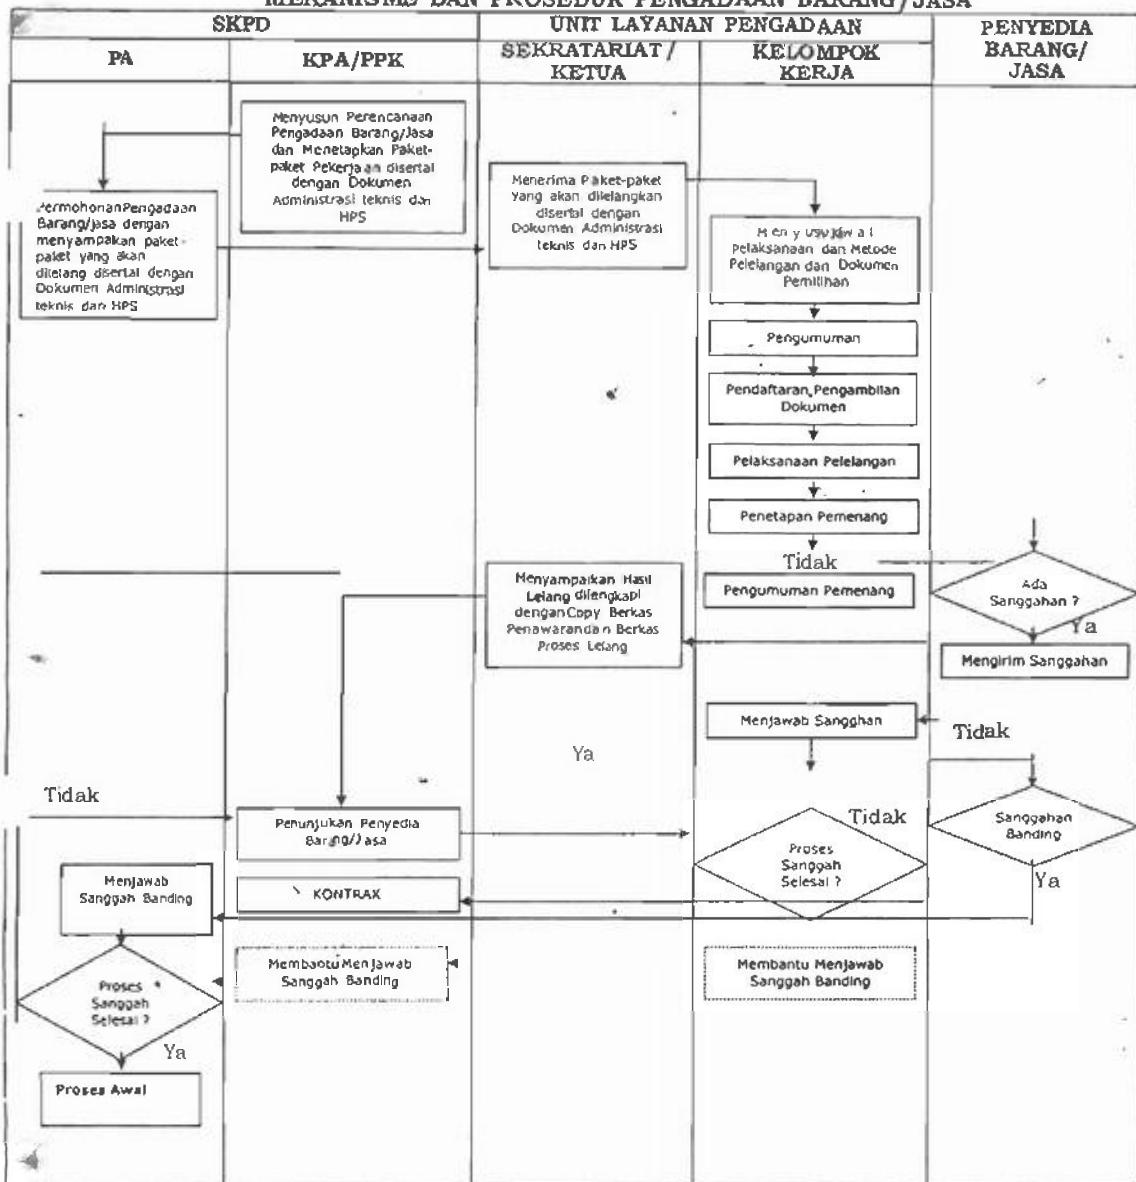 MEKANISME DAN PROSEDUR PENGADAAN BARANG/JASA
SKPD
UNIT LAYANAN PENGADAAN
PENYEDIA
BARANG/
JASA
PA
KPA/PPK
SEKRATARIAT/
KETUA
KELOMPOK
KERJA
Menyusun Perencanaan
Pengadaan Barang/Jasa
dan Menetapkan Paket-
paket Pekerjaan disertai
dengan Dokumen
Administrasi teknis dan
HPS
Permohonan Pengadaan
Barang/jasa dengan
menyampakan paket-
paket yang akan
dilelang disertai dengan
Dokumen Administrasi
teknis dan HPS
Menerima Paket-paket
yang akan dilelangkan
disertai dengan
Dokumen Administrasi
teknis dan HPS
Pelaksanaan dan Metode
Pelelangan dan Dokumen
Pemilihan
Pengumuman
Pendaftaran, Pengambilan
Dokumen
Pelaksanaan Pelelangan
Penetapan Pemenang
Tidak
Pengumuman Pemenang
Ada
Sanggahan ?
Ya
Mengirim Sanggahan
Menyampaikan Hasil
Lelang dilengkapi
dengan Copy Berkas
Penawaran dan Berkas
Proses Lelang
Menjawab Sangghan
Tidak
Ya
Tidak
Penunjukan Penyedia
Barang/Jasa
Tidak
Proses
Sanggah
Selesai ?
Sanggahan
Banding
Ya
Menjawab
Sanggah Banding
KONTRAK
Membantu Menjawab
Sanggah Banding
Membantu Menjawab
Sanggah Banding
Proses
Sanggah
Selesai ?
Ya
Proses Awal